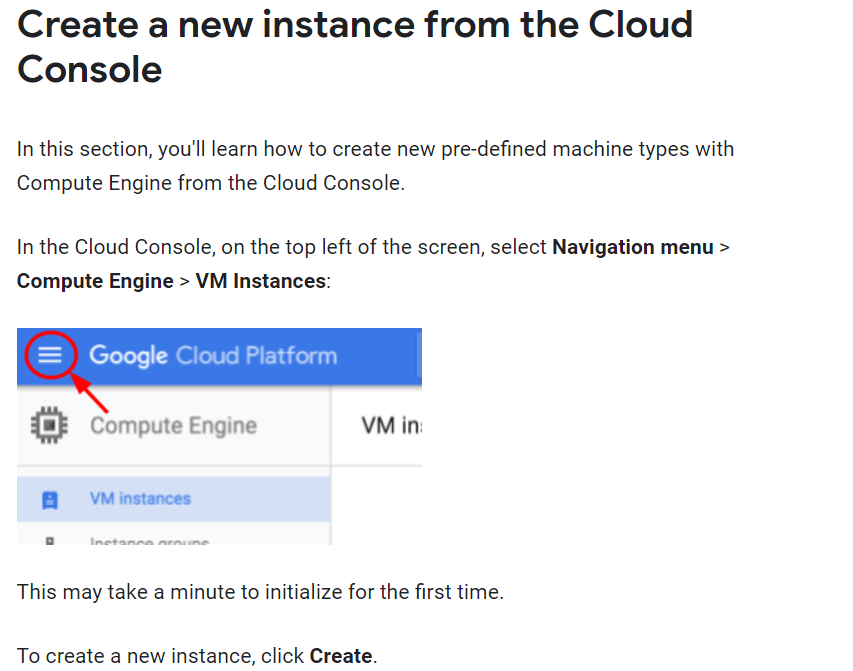 Create a new instance from the Cloud
Console
In this section, you'll learn how to create new pre-defined machine types with
Compute Engine from the Cloud Console.
In the Cloud Console, on the top left of the screen, select Navigation menu >
Compute Engine > VM Instances:
Google Cloud Platform
Compute Engine
VM in
VM instances
Instance groups
This may take a minute to initialize for the first time.
To create a new instance, click Create.